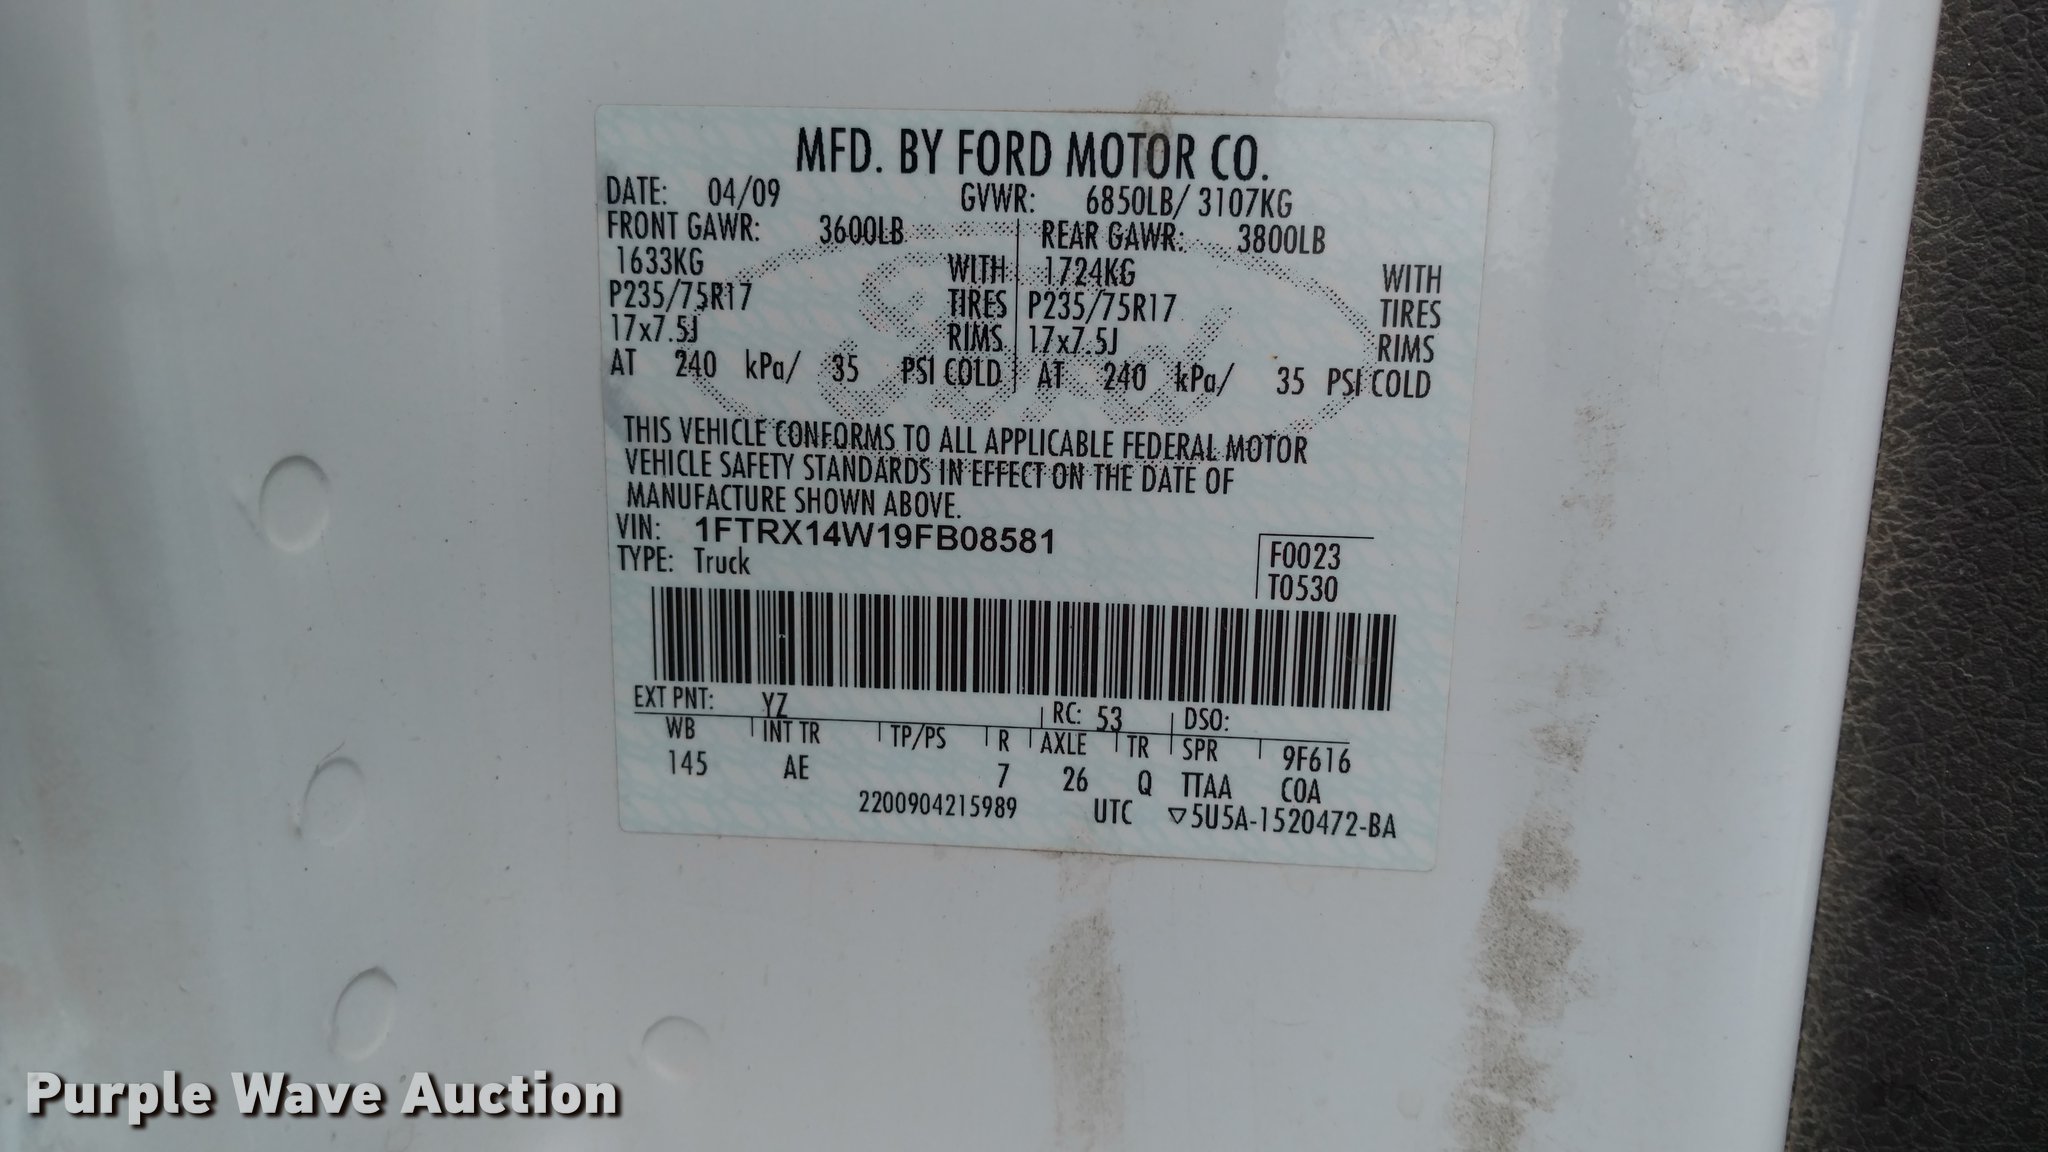 MFD. BY FORD MOTOR CO.
DATE: 04/09 GVWR: 6850LB/ 3107KG
FRONT GAWR: 3600LB REAR GAWR: 3800LB
1633KG WITH 1724KG WITH
P235/75R17 TIRES P235/75R17 TIRES
17x7.5J RIMS 17x7.5J RIMS
AT 240 kPa/ 35 PSI COLD AT 240 kPa/ 35 PSI COLD
Ford
THIS VEHICLE CONFORMS TO ALL APPLICABLE FEDERAL MOTOR
VEHICLE SAFETY STANDARDS IN EFFECT ON THE DATE OF
MANUFACTURE SHOWN ABOVE.
VIN: 1FTRX14W19FB08581
TYPE: Truck
F0023
T0530
EXT PNT: YZ RC: 53 DSO:
WB INT TR TP/PS R AXLE TR SPR 9F616
145 AE 7 26 Q TTAA COA
2200904215989 UTC ▽5U5A-1520472-BA
Purple Wave Auction